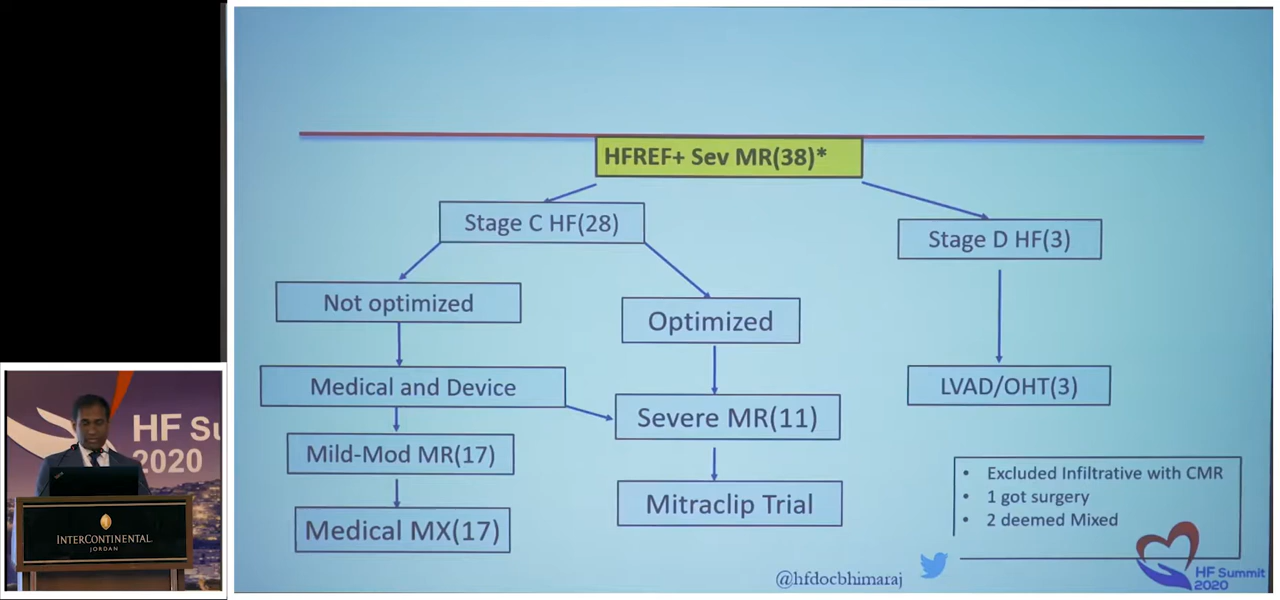 HFREF+ Sev MR(38)*
Stage C HF(28)
Stage D HF(3)
Not optimized
Optimized
Medical and Device
LVAD/OHT(3)
Severe MR(11)
Mild-Mod MR(17)
Mitraclip Trial
Medical MX(17)
• Excluded Infiltrative with CMR
• 1 got surgery
• 2 deemed Mixed
@hfdocbhimaraj
HF Summit
2020
HF Su
2020
INTERCONTINENTAL
JORDAN